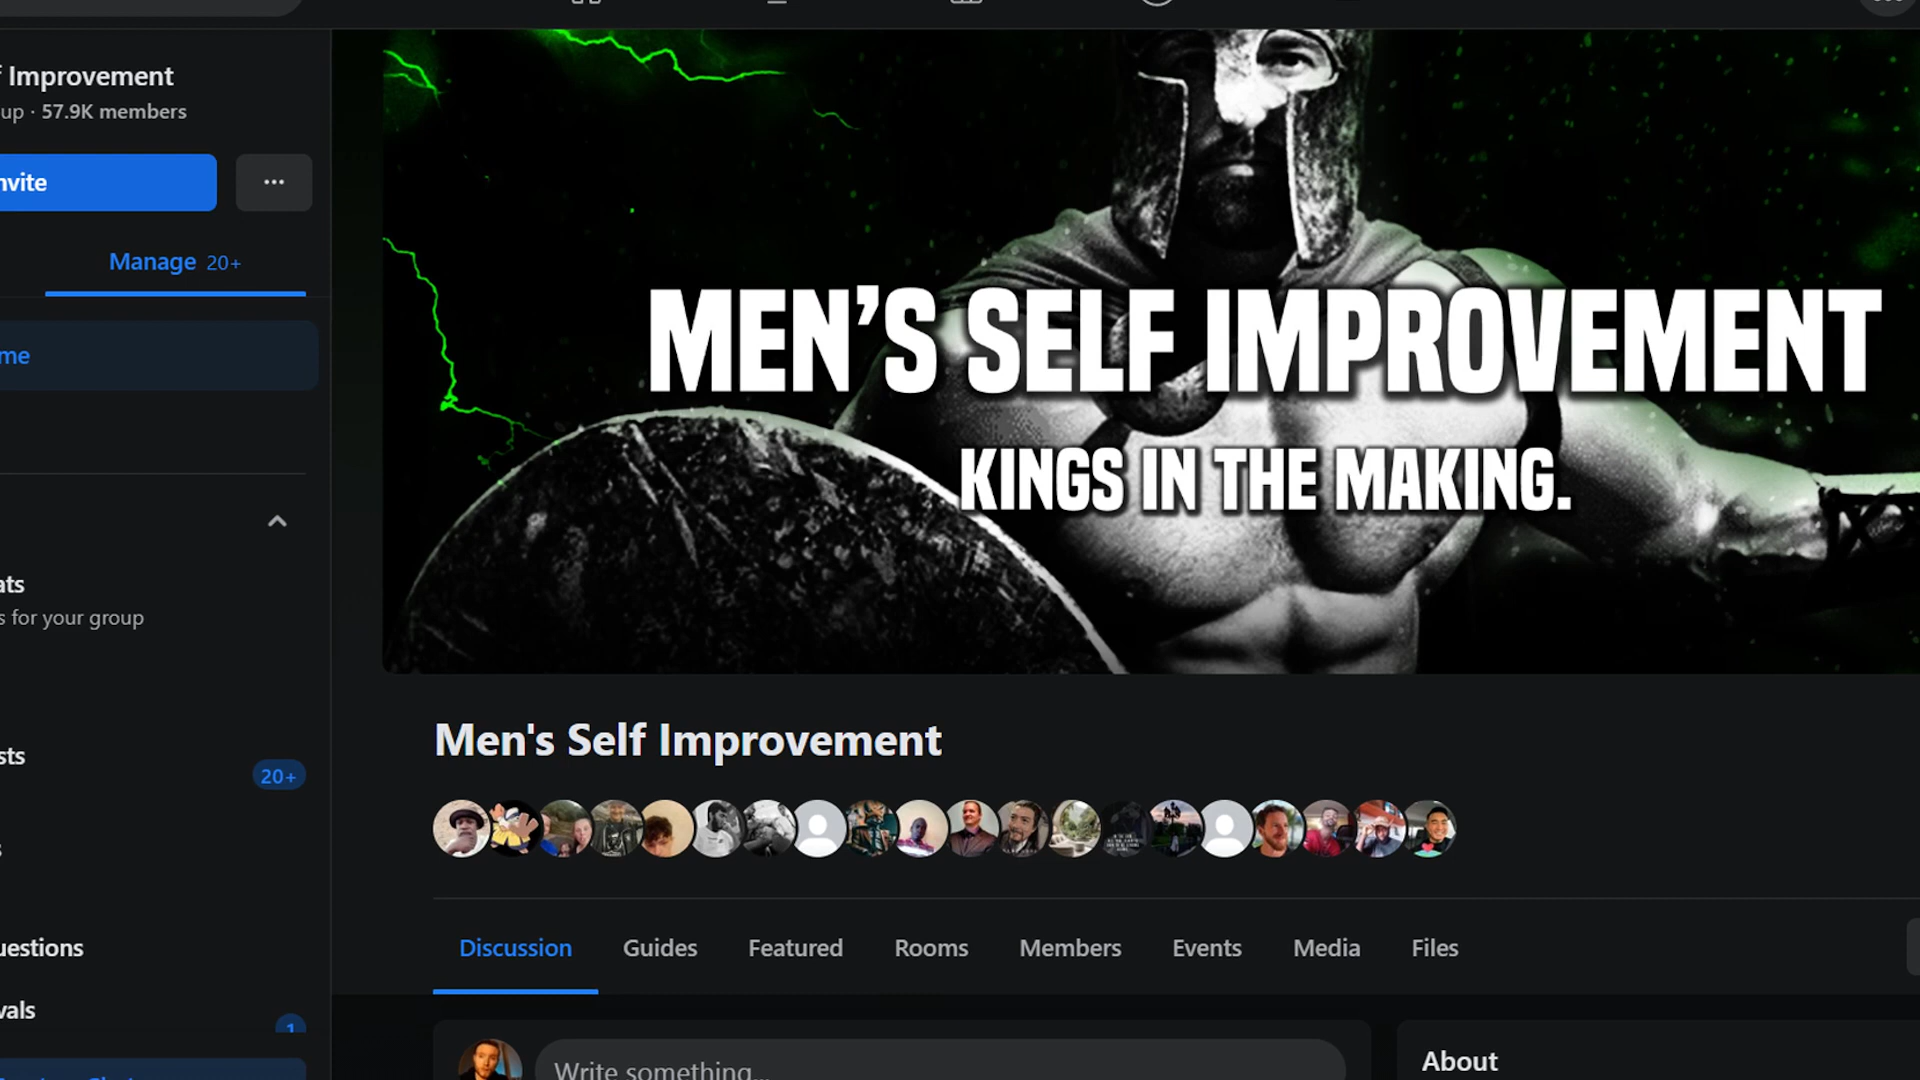 f Improvement
up · 57.9K members
nvite
Manage 20+
me
ats
s for your group
sts
20+
s
uestions
vals
1
MEN'S SELF IMPROVEMENT
KINGS IN THE MAKING.
Men's Self Improvement
Discussion Guides Featured Rooms Members Events Media Files
Write something...
About